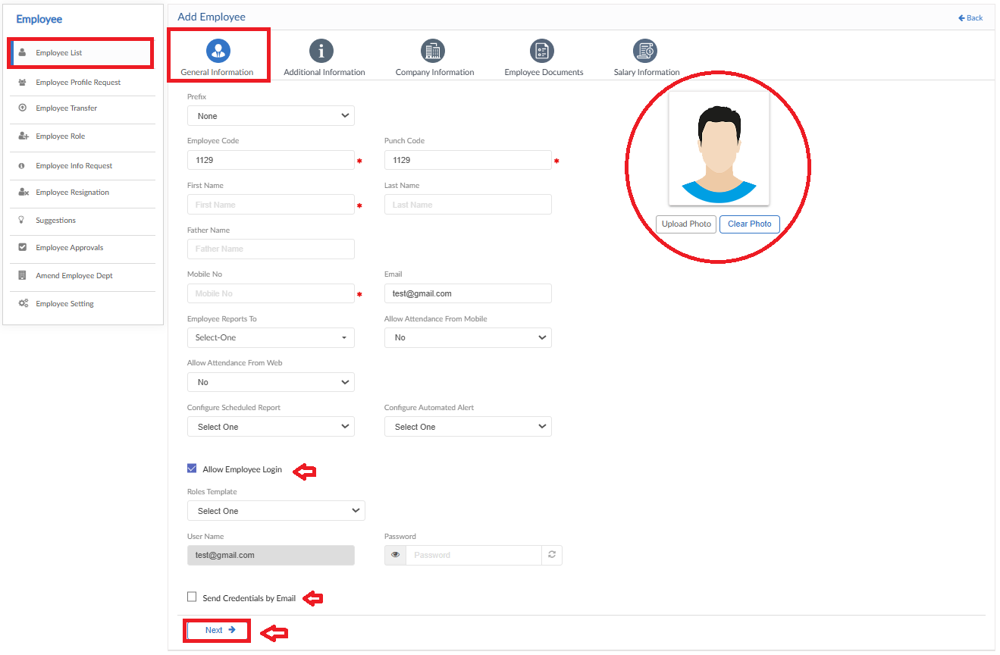 Employee
Employee List
Employee Profile Request
Employee Transfer
Employee Role
Employee Info Request
Employee Resignation
Suggestions
Employee Approvals
Amend Employee Dept
Employee Setting
Add Employee
Back
General Information
Additional Information
Company Information
Employee Documents
Salary Information
Prefix
None
Employee Code
Punch Code
1129 *
1129 *
First Name
Last Name
First Name *
Last Name
Father Name
Father Name
Mobile No
Email
Mobile No *
test@gmail.com
Employee Reports To
Allow Attendance From Mobile
Select-One
No
Allow Attendance From Web
No
Configure Scheduled Report
Configure Automated Alert
Select One
Select One
Allow Employee Login
Roles Template
Select One
User Name
Password
test@gmail.com
Password
Send Credentials by Email
Next
Upload Photo
Clear Photo